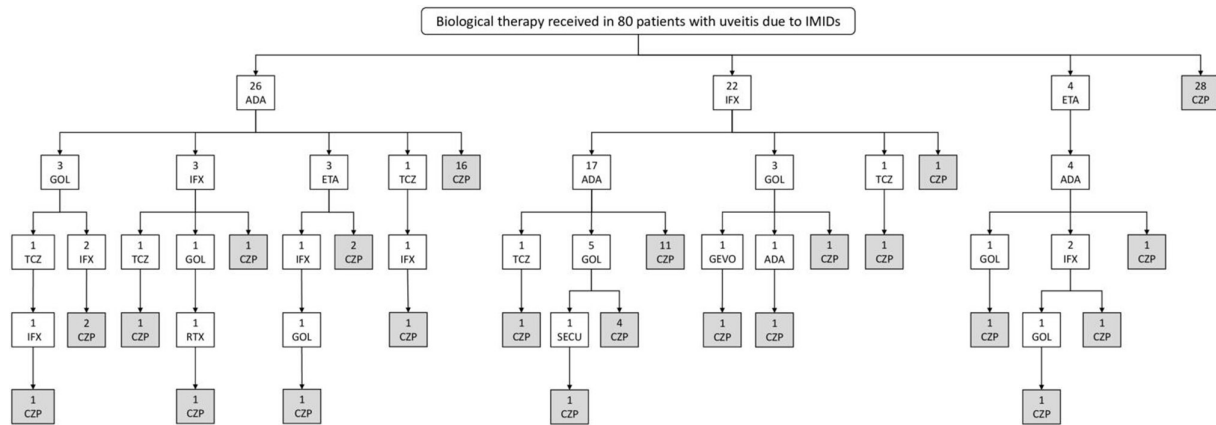 Biological therapy received in 80 patients with uveitis due to IMIDs
26
ADA
22
IFX
4
ETA
28
CZP
3
GOL
3
IFX
3
ETA
1
TCZ
16
CZP
17
ADA
3
GOL
1
TCZ
1
CZP
4
ADA
1
TCZ
2
IFX
1
TCZ
1
GOL
1
CZP
1
IFX
2
CZP
1
IFX
1
TCZ
5
GOL
11
CZP
1
GEVO
1
ADA
1
CZP
1
CZP
1
GOL
2
IFX
1
CZP
1
IFX
2
CZP
1
CZP
1
RTX
1
GOL
1
CZP
1
CZP
1
SECU
4
CZP
1
CZP
1
ADA
1
CZP
1
GOL
1
CZP
1
CZP
1
CZP
1
CZP
1
CZP
1
CZP